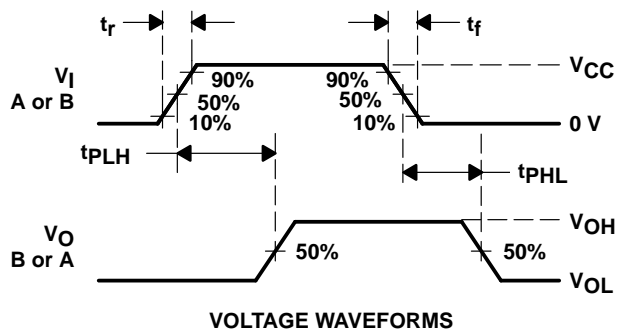 tr
tf
VI
A or B
90%
50%
10%
90%
50%
10%
VCC
0 V
tPLH
tPHL
VO
B or A
50%
50%
VOH
VOL
VOLTAGE WAVEFORMS